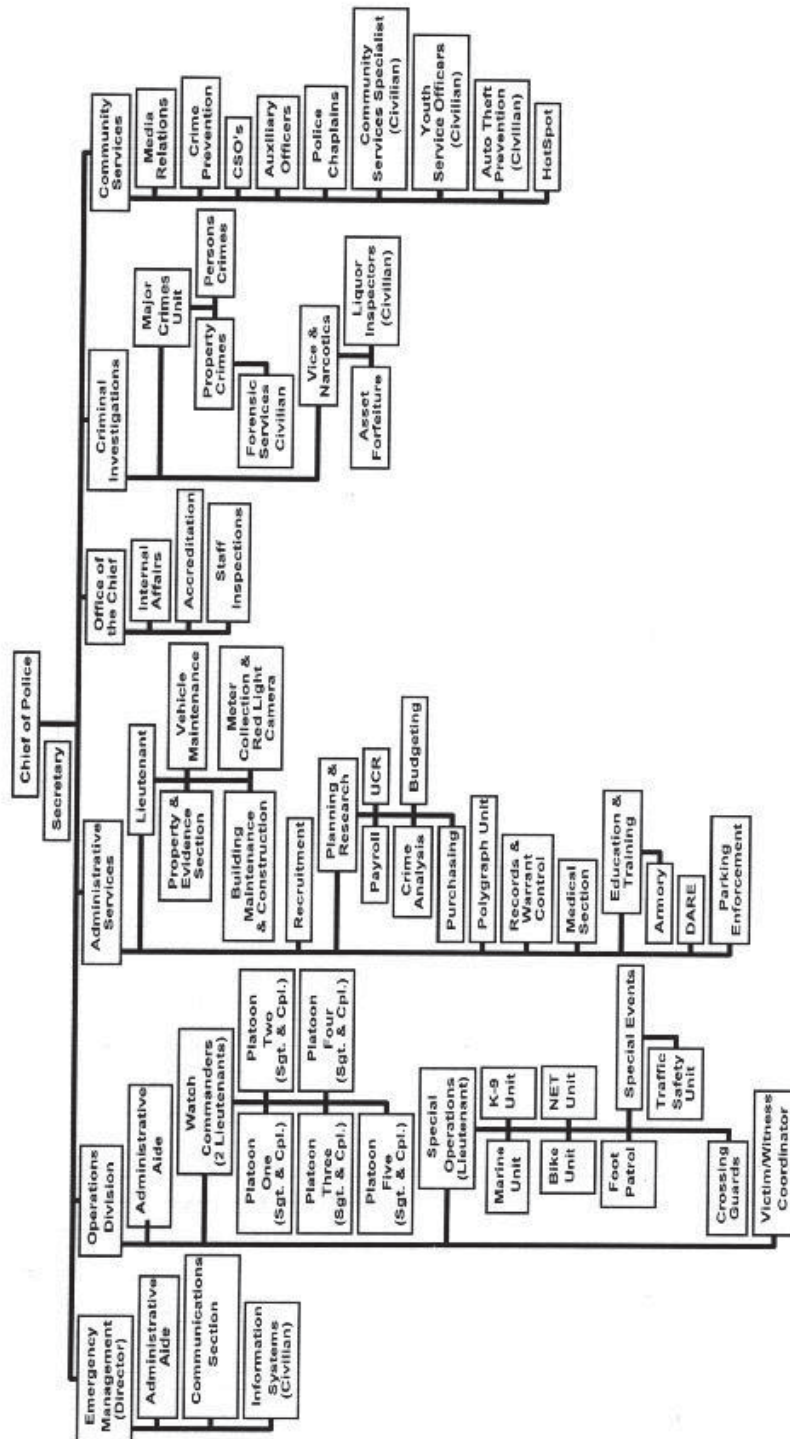 Chief of Police
Secretary
Emergency
Management
(Director)
Administrative
Aide
Communications
Section
Information
Systems
(Civilian)
Operations
Division
Administrative
Aide
Watch
Commanders
(2 Lieutenants)
Platoon
One
(Sgt. & Cpl.)
Platoon
Two
(Sgt. & Cpl.)
Platoon
Three
(Sgt. & Cpl.)
Platoon
Four
(Sgt. & Cpl.)
Platoon
Five
(Sgt. & Cpl.)
Special
Operations
(Lieutenant)
Marine
Unit
K-9
Unit
Bike
Unit
NET
Unit
Foot
Patrol
Special Events
Traffic
Safety
Unit
Crossing
Guards
Victim/Witness
Coordinator
Administrative
Services
Lieutenant
Property &
Evidence
Section
Vehicle
Maintenance
Building
Maintenance
& Construction
Meter
Collection &
Red Light
Camera
Recruitment
Planning &
Research
Payroll
UCR
Crime
Analysis
Budgeting
Purchasing
Polygraph Unit
Records &
Warrant
Control
Medical
Section
Education &
Training
Armory
DARE
Parking
Enforcement
Office of
the Chief
Internal
Affairs
Accreditation
Staff
Inspections
Criminal
Investigations
Major
Crimes
Unit
Property
Crimes
Persons
Crimes
Forensic
Services
Civilian
Vice &
Narcotics
Asset
Forfeiture
Liquor
Inspectors
(Civilian)
Community
Services
Media
Relations
Crime
Prevention
CSO's
Auxiliary
Officers
Police
Chaplains
Community
Services Specialist
(Civilian)
Youth
Service Officers
(Civilian)
Auto Theft
Prevention
(Civilian)
HotSpot